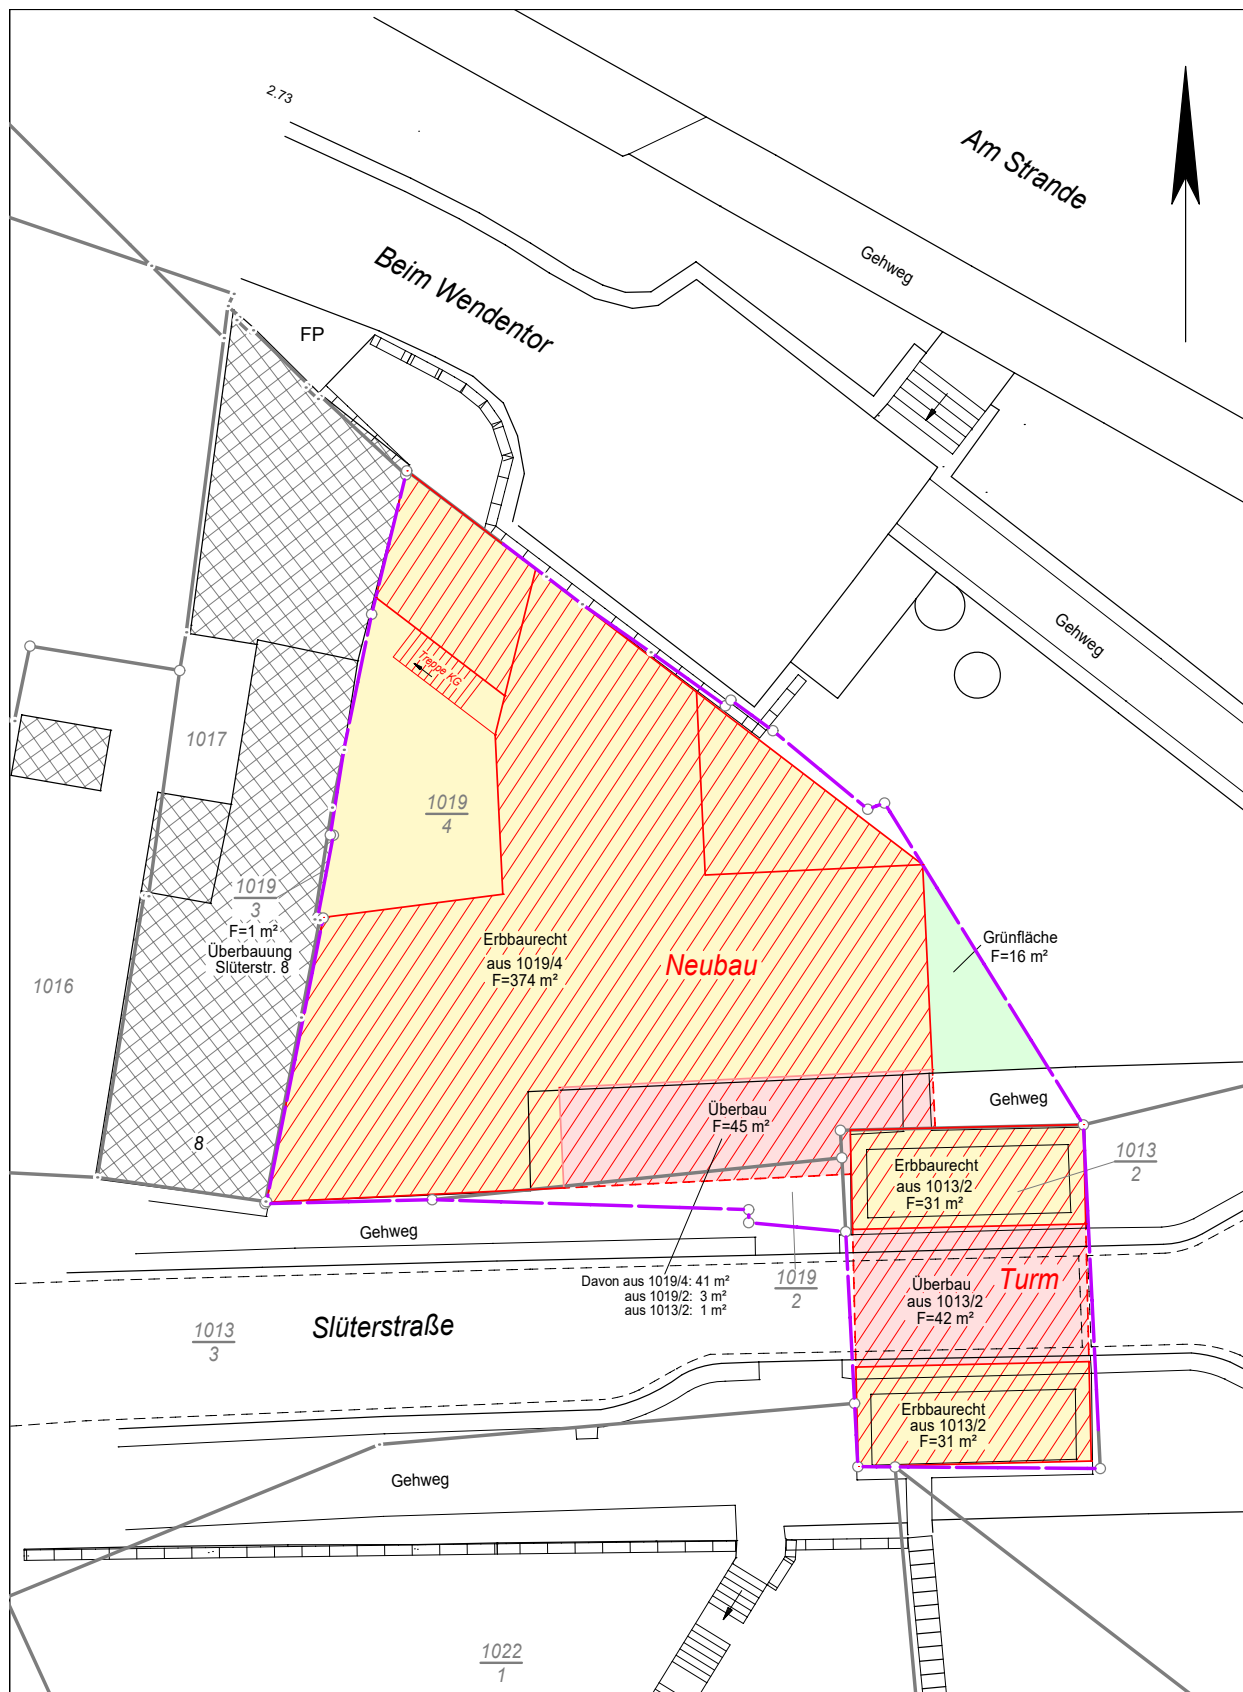 2.73
Am Strande
Gehweg
Beim Wendentor
FP
Gehweg
Treppe KG
1017
1019
4
1019
3
F=1 m²
Überbauung
Slüterstr. 8
1016
Erbbaurecht
aus 1019/4
F=374 m²
Neubau
Grünfläche
F=16 m²
Gehweg
Überbau
F=45 m²
8
Erbbaurecht
aus 1013/2
F=31 m²
1013
2
Gehweg
Davon aus 1019/4: 41 m²
aus 1019/2: 3 m²
aus 1013/2: 1 m²
1019
2
Überbau
aus 1013/2
F=42 m²
Turm
1013
3
Slüterstraße
Erbbaurecht
aus 1013/2
F=31 m²
Gehweg
1022
1